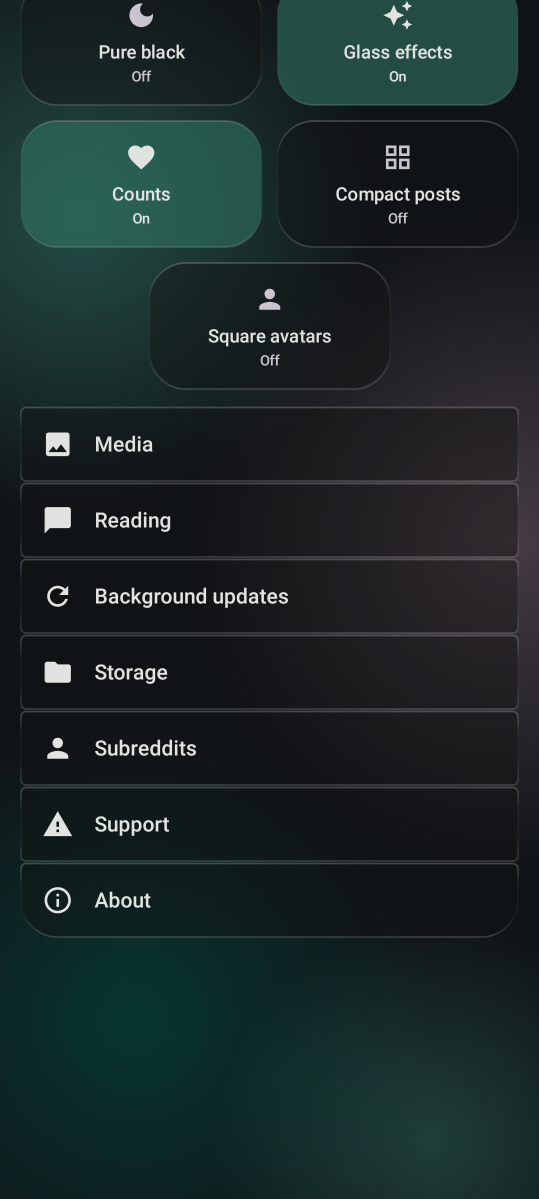 Pure black
Off
Glass effects
On
Counts
On
Compact posts
Off
Square avatars
Off
Media
Reading
Background updates
Storage
Subreddits
Support
About